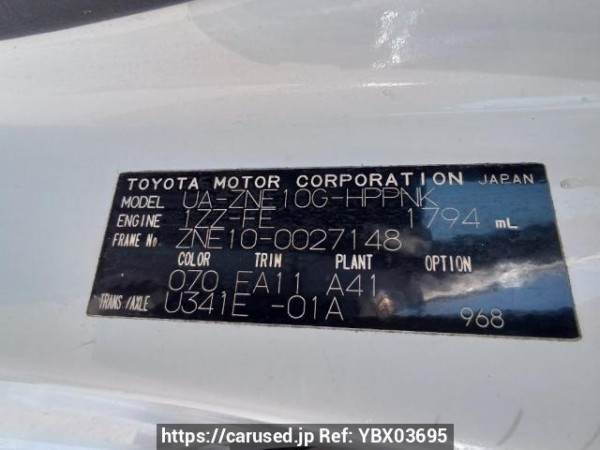 TOYOTA MOTOR CORPORATION JAPAN
MODEL UA-ZNE10G-HPPNK
ENGINE 1ZZ-FE 1794 mL
FRAME No ZNE10-0027148
COLOR TRIM PLANT OPTION
070 EA11 A41
TRANS/AXLE U341E -01A 968
https://carused.jp Ref: YBX03695